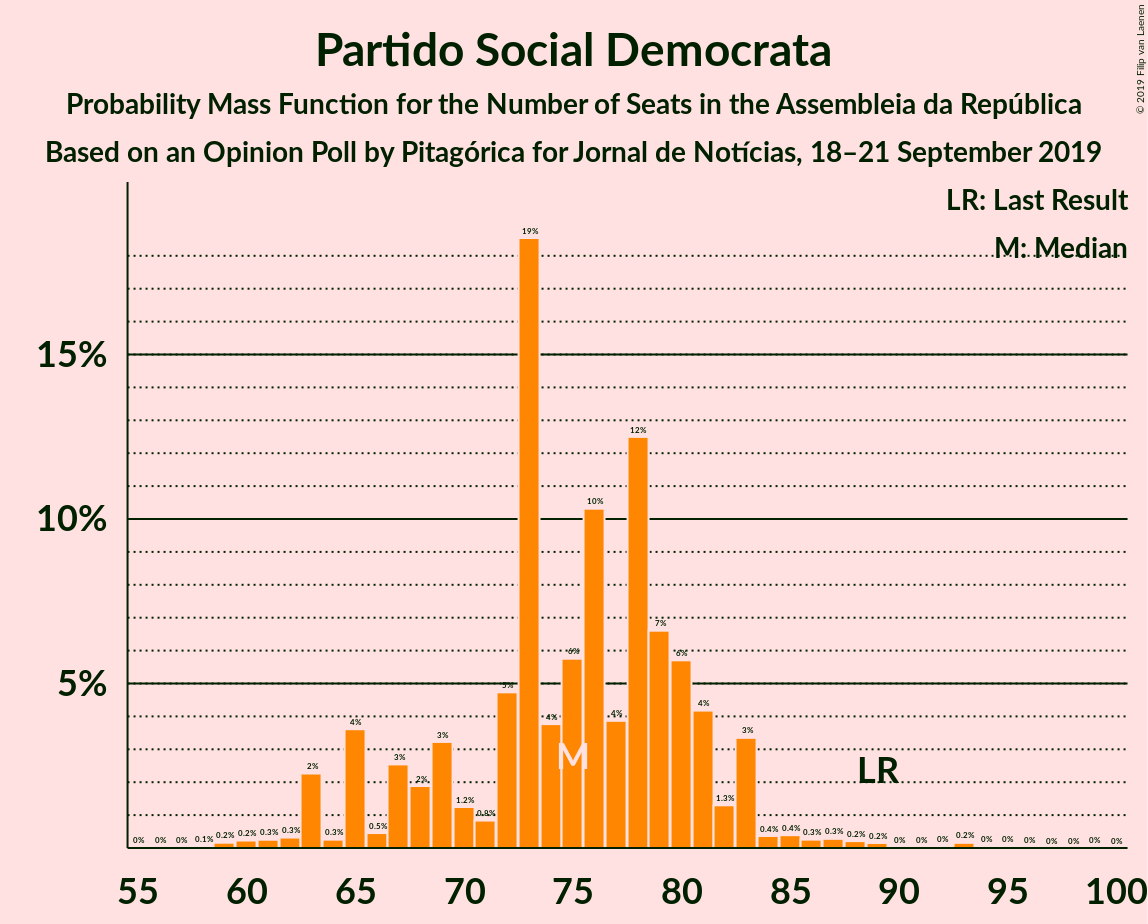 Partido Social Democrata
Probability Mass Function for the Number of Seats in the Assembleia da República
Based on an Opinion Poll by Pitagórica for Jornal de Notícias, 18–21 September 2019
© 2019 Filip van Laenen
LR: Last Result
M: Median
15%
10%
5%
0% 0% 0% 0.1% 0.2% 0.2% 0.3% 0.3% 2% 0.3% 4% 0.5% 3% 2% 3% 1.2% 0.8% 5% 19% 4% 6% 10% 4% 12% 7% 6% 4% 1.3% 3% 0.4% 0.4% 0.3% 0.3% 0.2% 0.2% 0% 0% 0% 0.2% 0% 0% 0% 0% 0% 0% 0%
M
LR
55 60 65 70 75 80 85 90 95 100